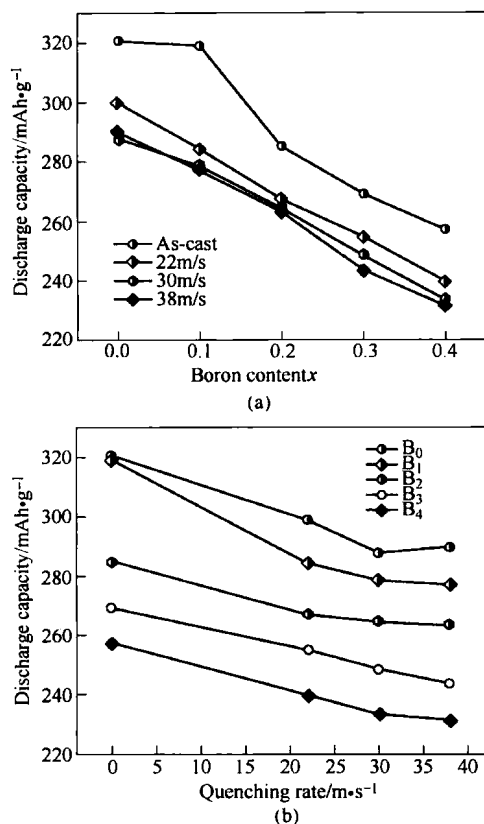 Discharge capacity/mAh•g⁻¹
320
300
280
260
240
220
As-cast
22m/s
30m/s
38m/s
0.0 0.1 0.2 0.3 0.4
Boron contentx
(a)
Discharge capacity/mAh•g⁻¹
320
300
280
260
240
220
B₀
B₁
B₂
B₃
B₄
0 5 10 15 20 25 30 35 40
Quenching rate/m•s⁻¹
(b)